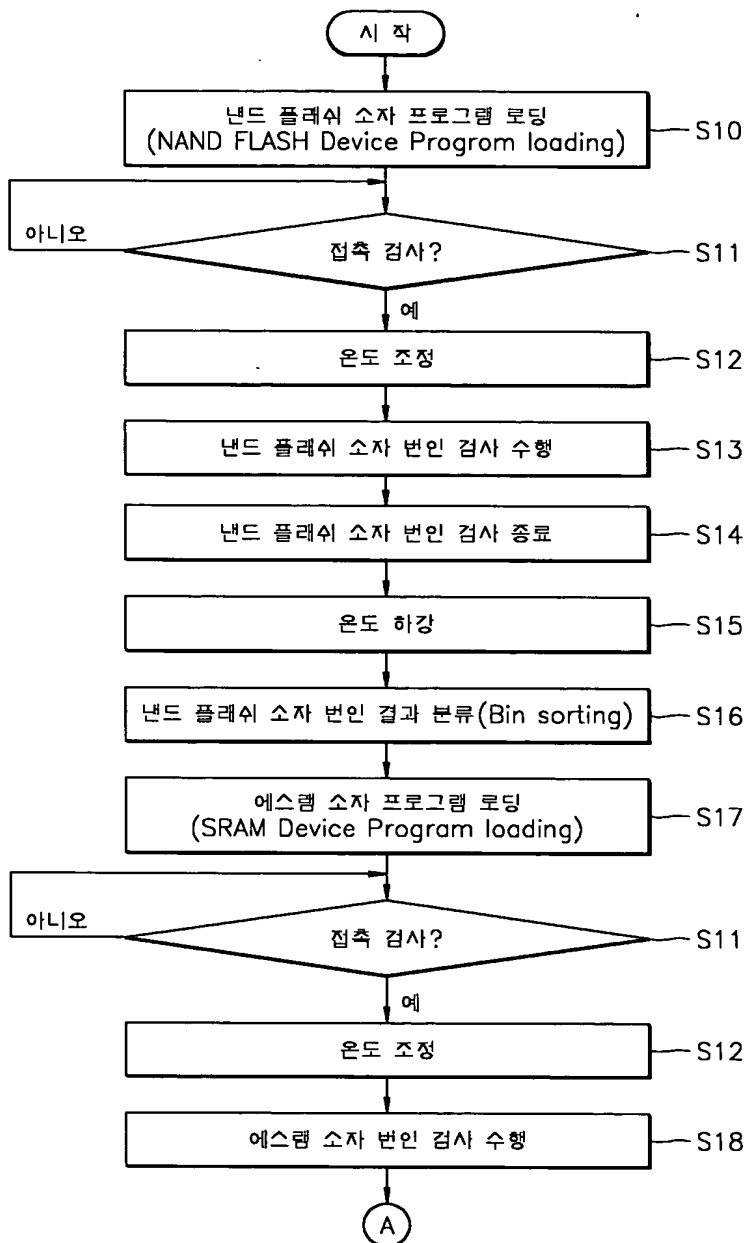 시 작
낸드 플래쉬 소자 프로그램 로딩
(NAND FLASH Device Progrom loading)
S10
아니오
접촉 검사?
S11
예
온도 조정
S12
낸드 플래쉬 소자 번인 검사 수행
S13
낸드 플래쉬 소자 번인 검사 종료
S14
온도 하강
S15
낸드 플래쉬 소자 번인 결과 분류(Bin sorting)
S16
에스램 소자 프로그램 로딩
(SRAM Device Program loading)
S17
아니오
접촉 검사?
S11
예
온도 조정
S12
에스램 소자 번인 검사 수행
S18
A